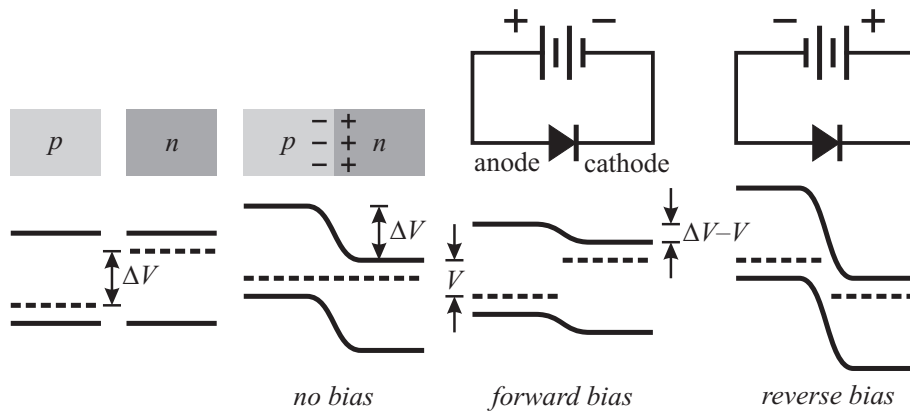 + −
− +
p
n
p
− +
− +
− +
n
anode
cathode
ΔV
ΔV
V
ΔV–V
no bias
forward bias
reverse bias